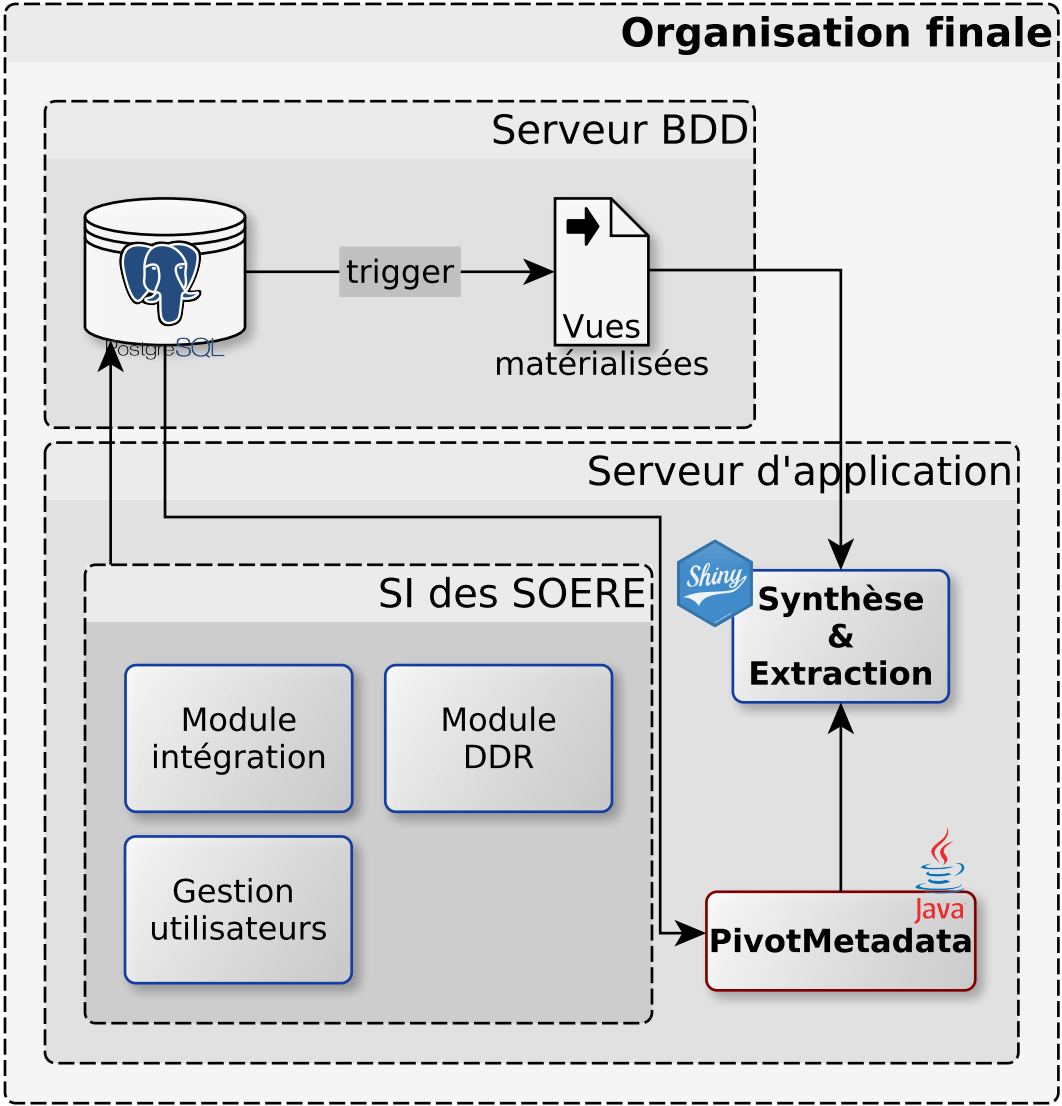 Organisation finale
Serveur BDD
trigger
Vues
matérialisées
PostgreSQL
Serveur d'application
SI des SOERE
Shiny
Synthèse
&
Extraction
Module
intégration
Module
DDR
Gestion
utilisateurs
Java
PivotMetadata